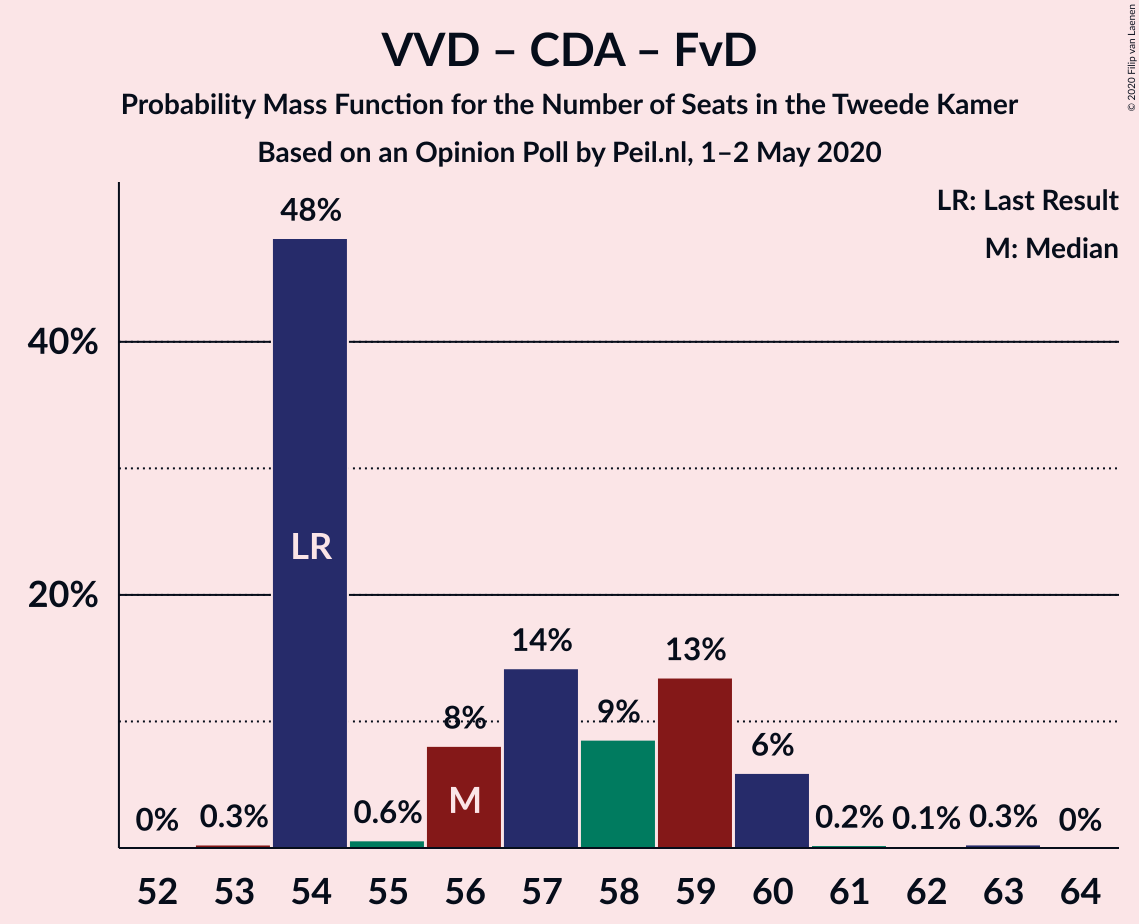 VVD – CDA – FvD
Probability Mass Function for the Number of Seats in the Tweede Kamer
Based on an Opinion Poll by Peil.nl, 1–2 May 2020
© 2020 Filip van Laenen
LR: Last Result
M: Median
40%
20%
0%
0.3%
48%
LR
0.6%
8%
M
14%
9%
13%
6%
0.2%
0.1%
0.3%
0%
52 53 54 55 56 57 58 59 60 61 62 63 64